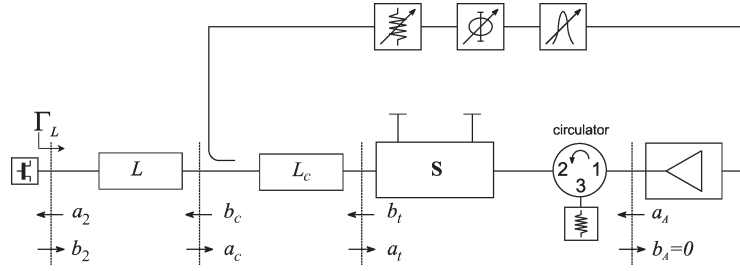 Γ_L
L
L_c
S
circulator
2
1
3
a_2
b_2
b_c
a_c
b_t
a_t
a_A
b_A=0